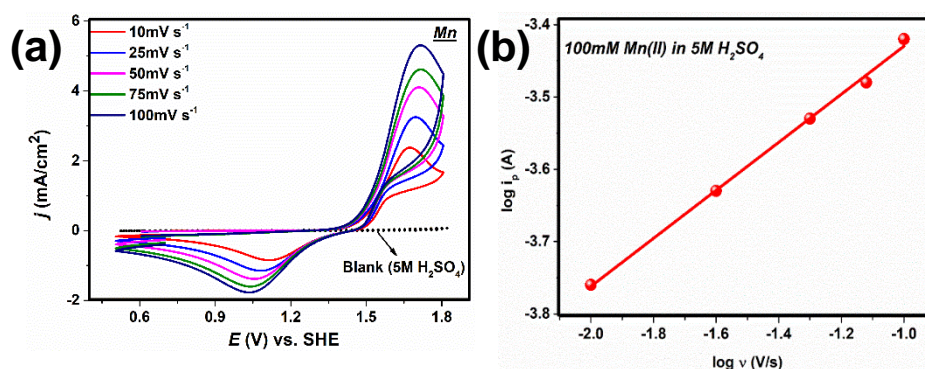 (a)
Mn
10mV s⁻¹
25mV s⁻¹
50mV s⁻¹
75mV s⁻¹
100mV s⁻¹
6
4
2
0
-2
j (mA/cm²)
Blank (5M H₂SO₄)
0.6 0.9 1.2 1.5 1.8
E (V) vs. SHE
(b)
100mM Mn(II) in 5M H₂SO₄
-3.4
-3.5
-3.6
-3.7
-3.8
log iₚ (A)
-2.0 -1.8 -1.6 -1.4 -1.2 -1.0
log ν (V/s)